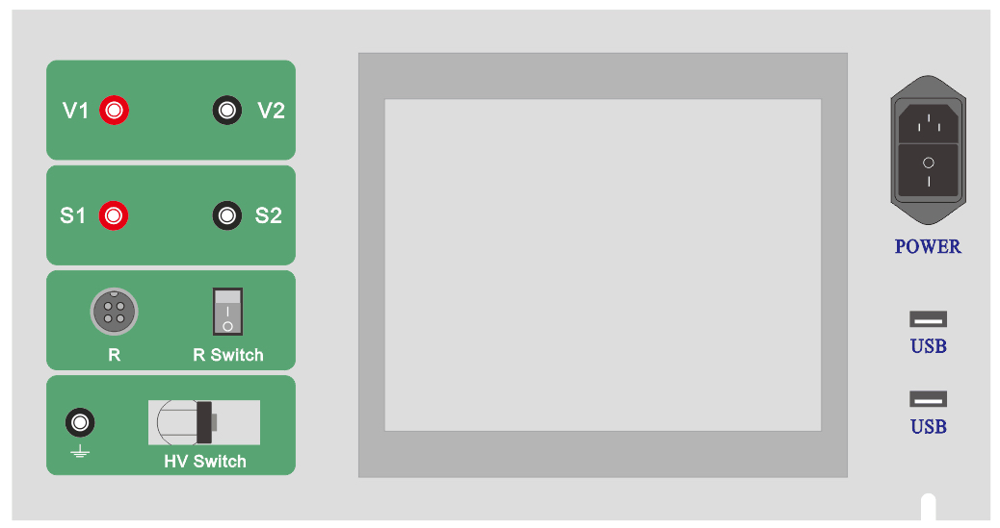 V1 V2
S1 S2
R R Switch
HV Switch
POWER
USB
USB